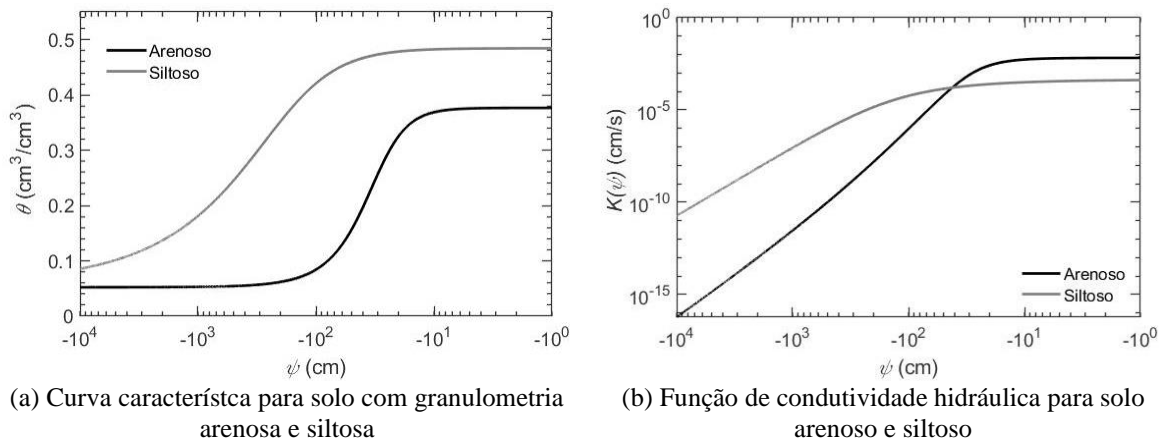 0.5
0.4
0.3
0.2
0.1
0
θ (cm³/cm³)
Arenoso
Siltoso
-10⁴
-10³
-10²
-10¹
-10⁰
ψ (cm)
(a) Curva característca para solo com granulometria
arenosa e siltosa
10⁰
10⁻⁵
10⁻¹⁰
10⁻¹⁵
K(ψ) (cm/s)
Arenoso
Siltoso
-10⁴
-10³
-10²
-10¹
-10⁰
ψ (cm)
(b) Função de condutividade hidráulica para solo
arenoso e siltoso